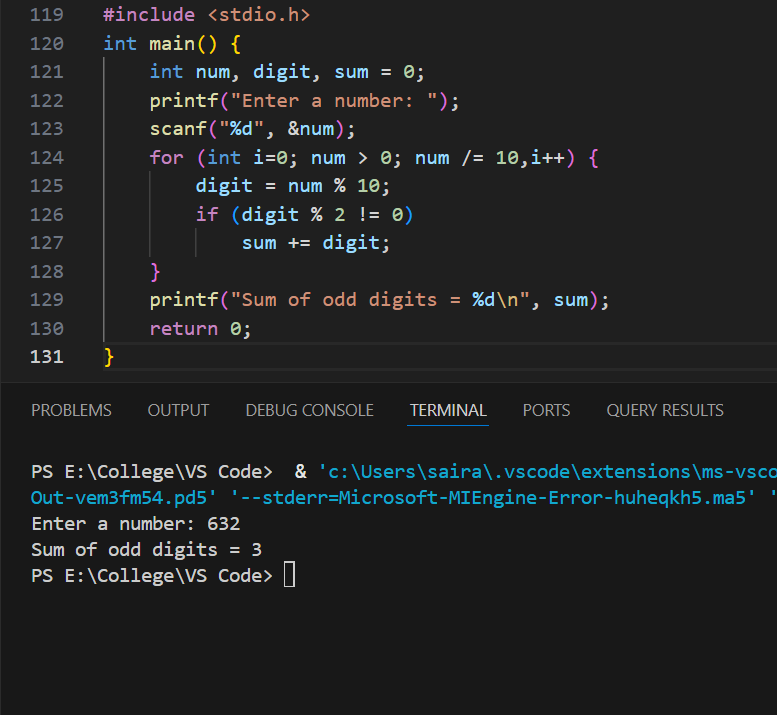 119 #include <stdio.h>
120 int main() {
121     int num, digit, sum = 0;
122     printf("Enter a number: ");
123     scanf("%d", &num);
124     for (int i=0; num > 0; num /= 10,i++) {
125         digit = num % 10;
126         if (digit % 2 != 0)
127             sum += digit;
128     }
129     printf("Sum of odd digits = %d\n", sum);
130     return 0;
131 }
PROBLEMS OUTPUT DEBUG CONSOLE TERMINAL PORTS QUERY RESULTS
PS E:\College\VS Code>  & 'c:\Users\saira\.vscode\extensions\ms-vsco
Out-vem3fm54.pd5' '--stderr=Microsoft-MIEngine-Error-huheqkh5.ma5' '
Enter a number: 632
Sum of odd digits = 3
PS E:\College\VS Code>